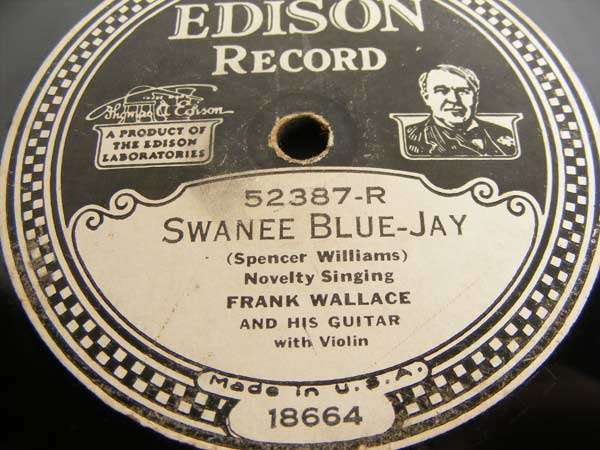 EDISON
RECORD
Thomas A Edison
A PRODUCT OF
THE EDISON
LABORATORIES
52387-R
SWANEE BLUE-JAY
(Spencer Williams)
Novelty Singing
FRANK WALLACE
AND HIS GUITAR
with Violin
Made in U.S.A.
18664